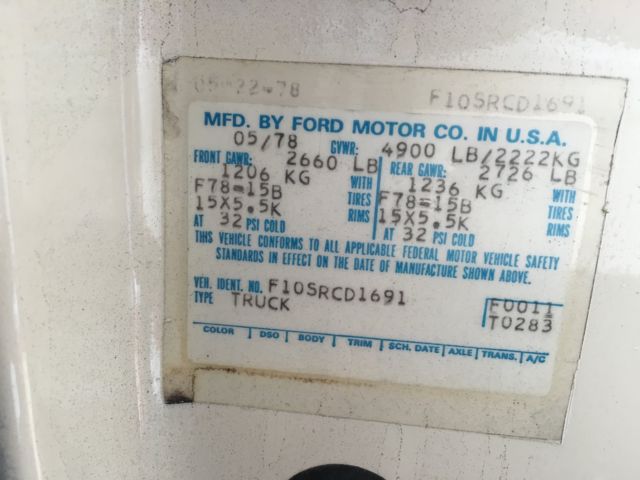 05-22-78 F10SRCD1691
MFD. BY FORD MOTOR CO. IN U.S.A.
05/78 GVWR: 4900 LB/2222KG
FRONT GAWR: 2660 LB REAR GAWR: 2726 LB
1206 KG WITH 1236 KG WITH
F78-15B TIRES F78-15B TIRES
15X5.5K RIMS 15X5.5K RIMS
AT 32 PSI COLD AT 32 PSI COLD
THIS VEHICLE CONFORMS TO ALL APPLICABLE FEDERAL MOTOR VEHICLE SAFETY
STANDARDS IN EFFECT ON THE DATE OF MANUFACTURE SHOWN ABOVE.
VEH. IDENT. NO. F10SRCD1691
TYPE TRUCK F0011
T0283
COLOR DSO BODY TRIM SCH. DATE AXLE TRANS. A/C